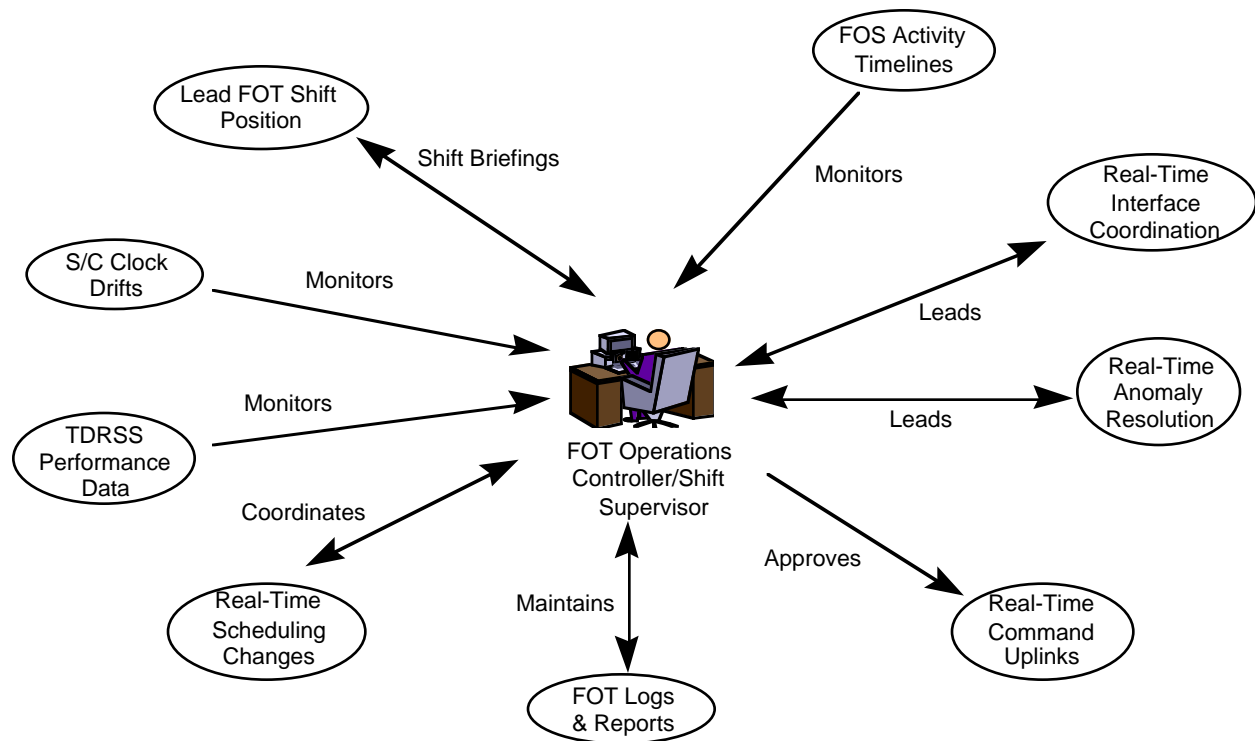 FOS Activity
Timelines
Lead FOT Shift
Position
Shift Briefings
Monitors
Real-Time
Interface
Coordination
S/C Clock
Drifts
Monitors
Leads
Real-Time
Anomaly
Resolution
Monitors
Leads
TDRSS
Performance
Data
FOT Operations
Controller/Shift
Supervisor
Coordinates
Approves
Real-Time
Scheduling
Changes
Maintains
Real-Time
Command
Uplinks
FOT Logs
& Reports